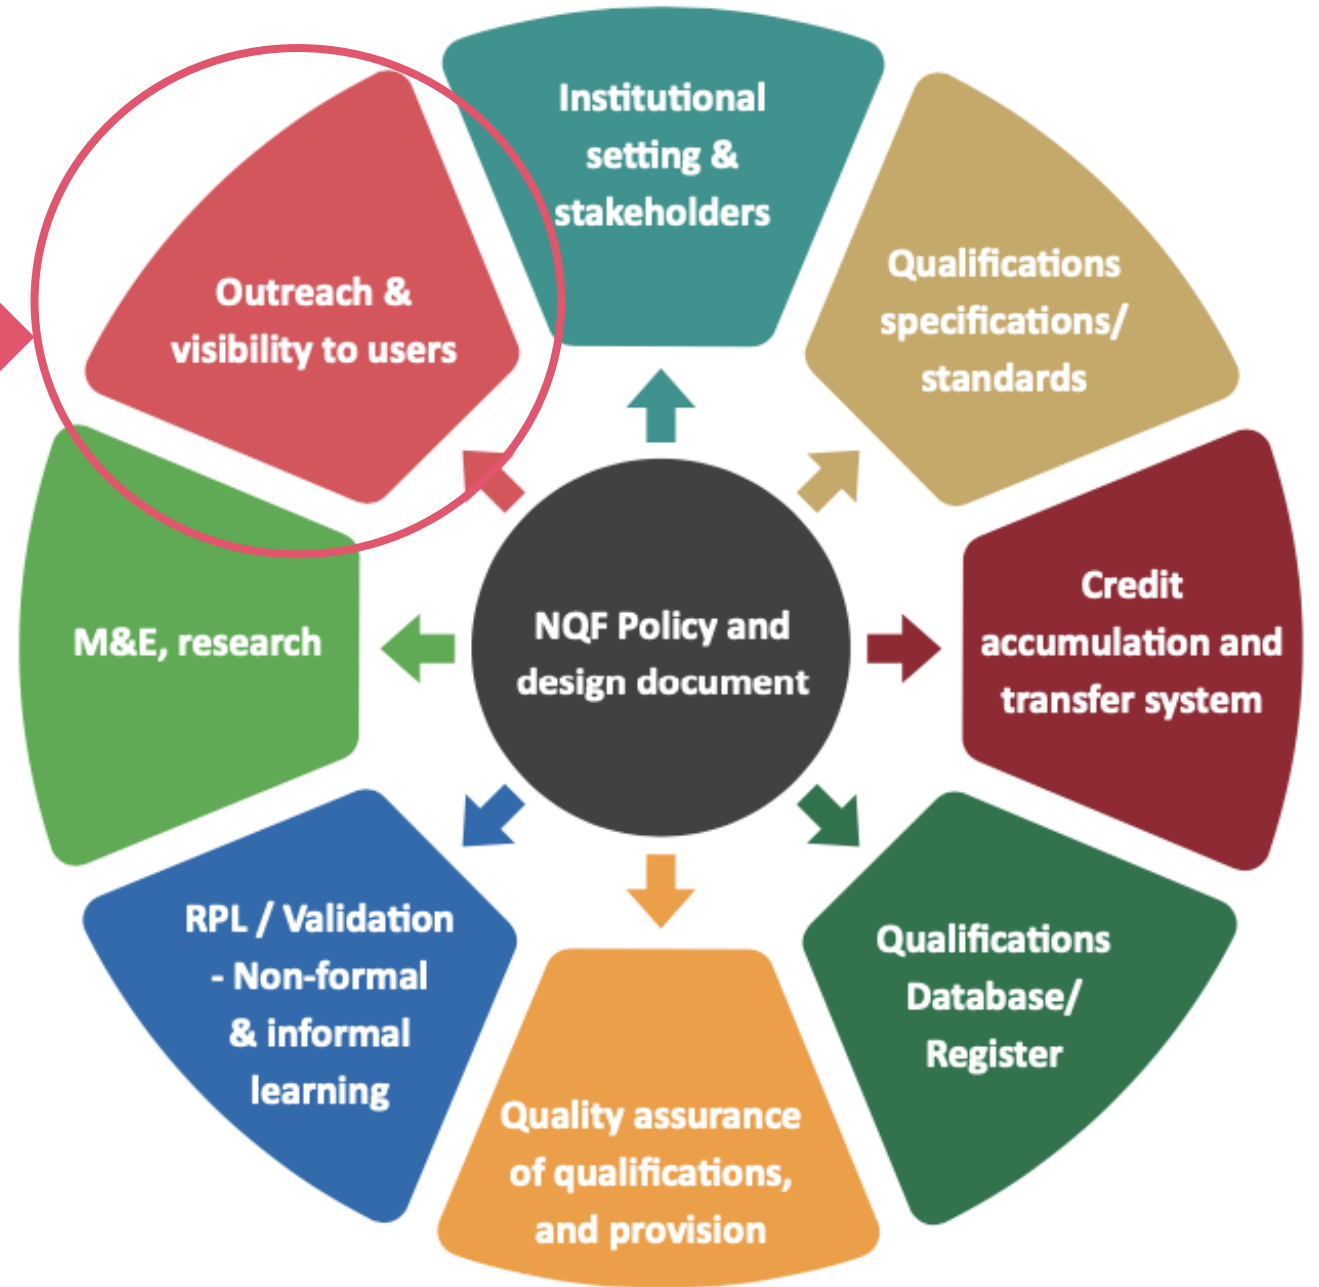 Institutional
setting &
stakeholders
Qualifications
specifications/
standards
Credit
accumulation and
transfer system
Qualifications
Database/
Register
Quality assurance
of qualifications,
and provision
RPL / Validation
- Non-formal
& informal
learning
M&E, research
Outreach &
visibility to users
NQF Policy and
design document